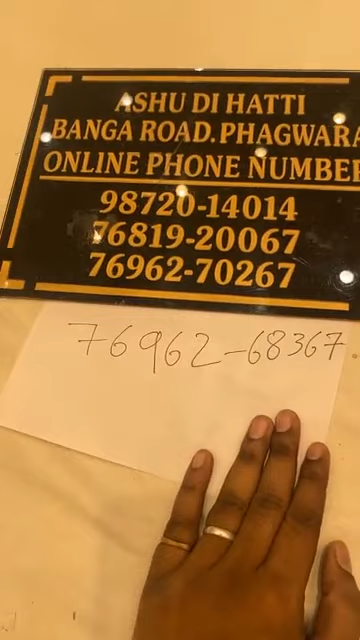 ASHU DI HATTI
BANGA ROAD.PHAGWARA
ONLINE PHONE NUMBER
98720-14014
76819-20067
76962-70267
76962-68367